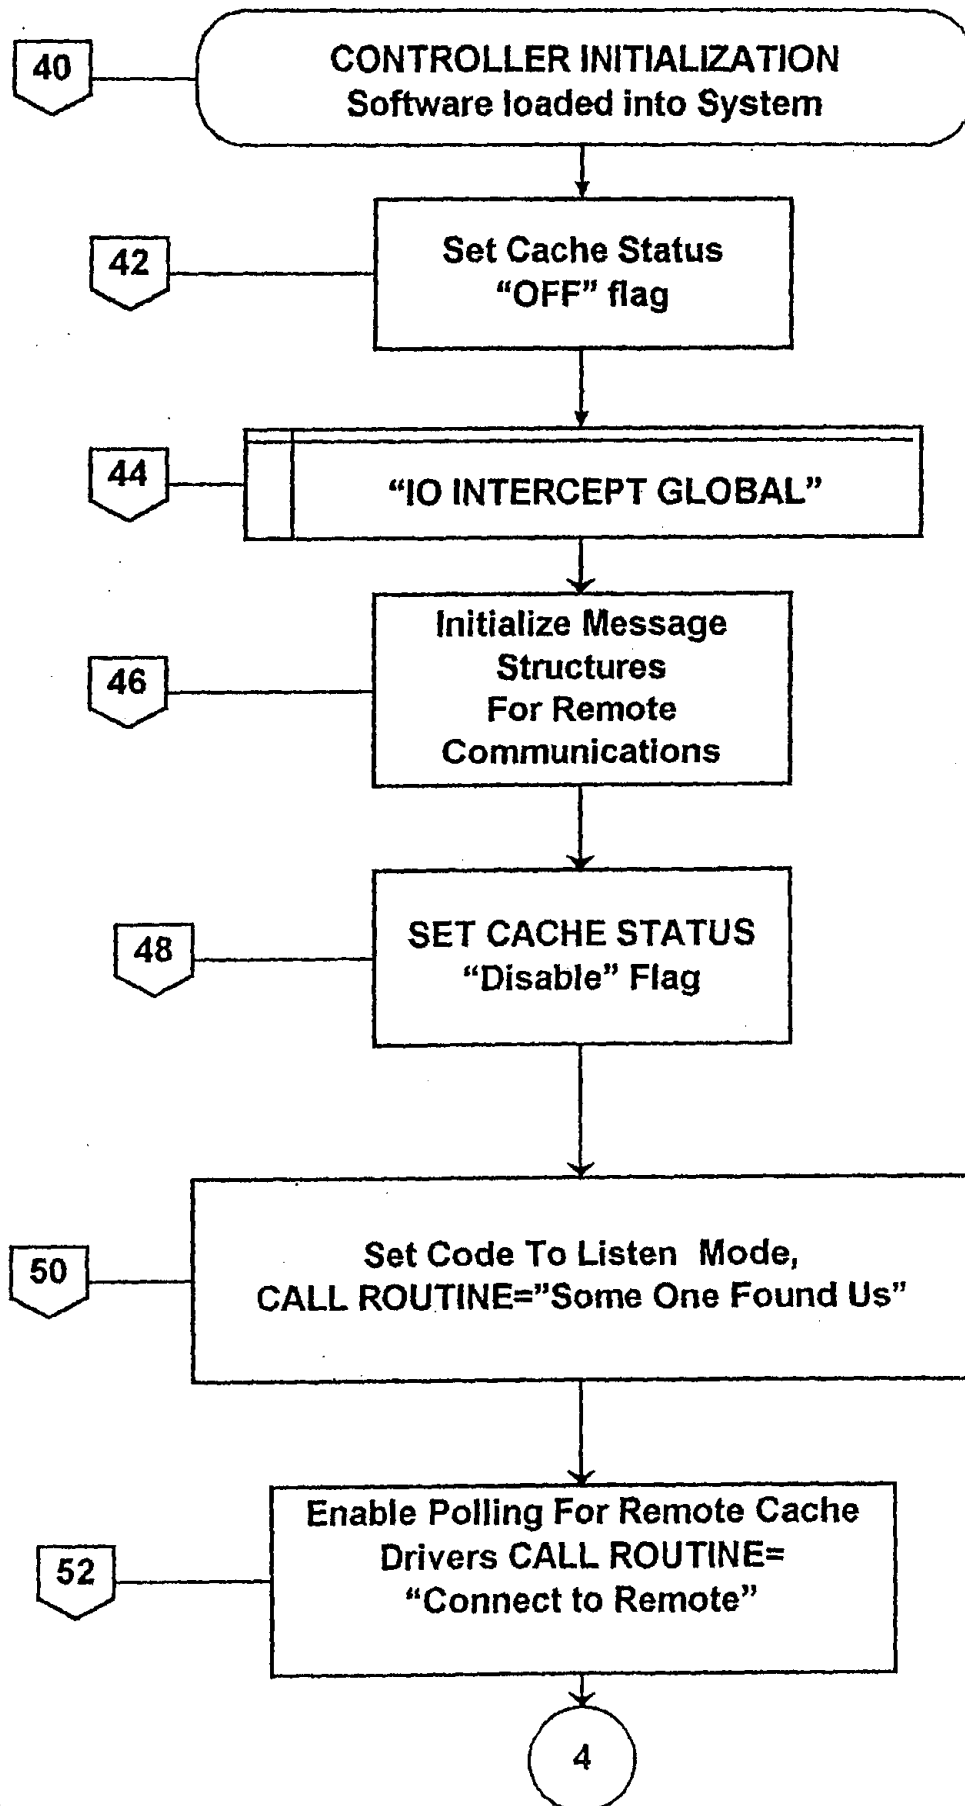 40
CONTROLLER INITIALIZATION
Software loaded into System
42
Set Cache Status
“OFF” flag
44
“IO INTERCEPT GLOBAL”
46
Initialize Message
Structures
For Remote
Communications
48
SET CACHE STATUS
“Disable” Flag
50
Set Code To Listen Mode,
CALL ROUTINE=”Some One Found Us”
52
Enable Polling For Remote Cache
Drivers CALL ROUTINE=
“Connect to Remote”
4